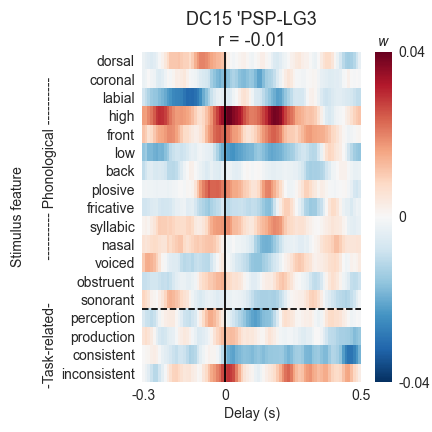 DC15 'PSP-LG3
r = -0.01
w
dorsal
coronal
labial
high
front
low
back
plosive
fricative
syllabic
nasal
voiced
obstruent
sonorant
perception
production
consistent
inconsistent
Stimulus feature
-Task-related- ----------- Phonological ----------
-0.3
0
0.5
Delay (s)
0.04
0
-0.04